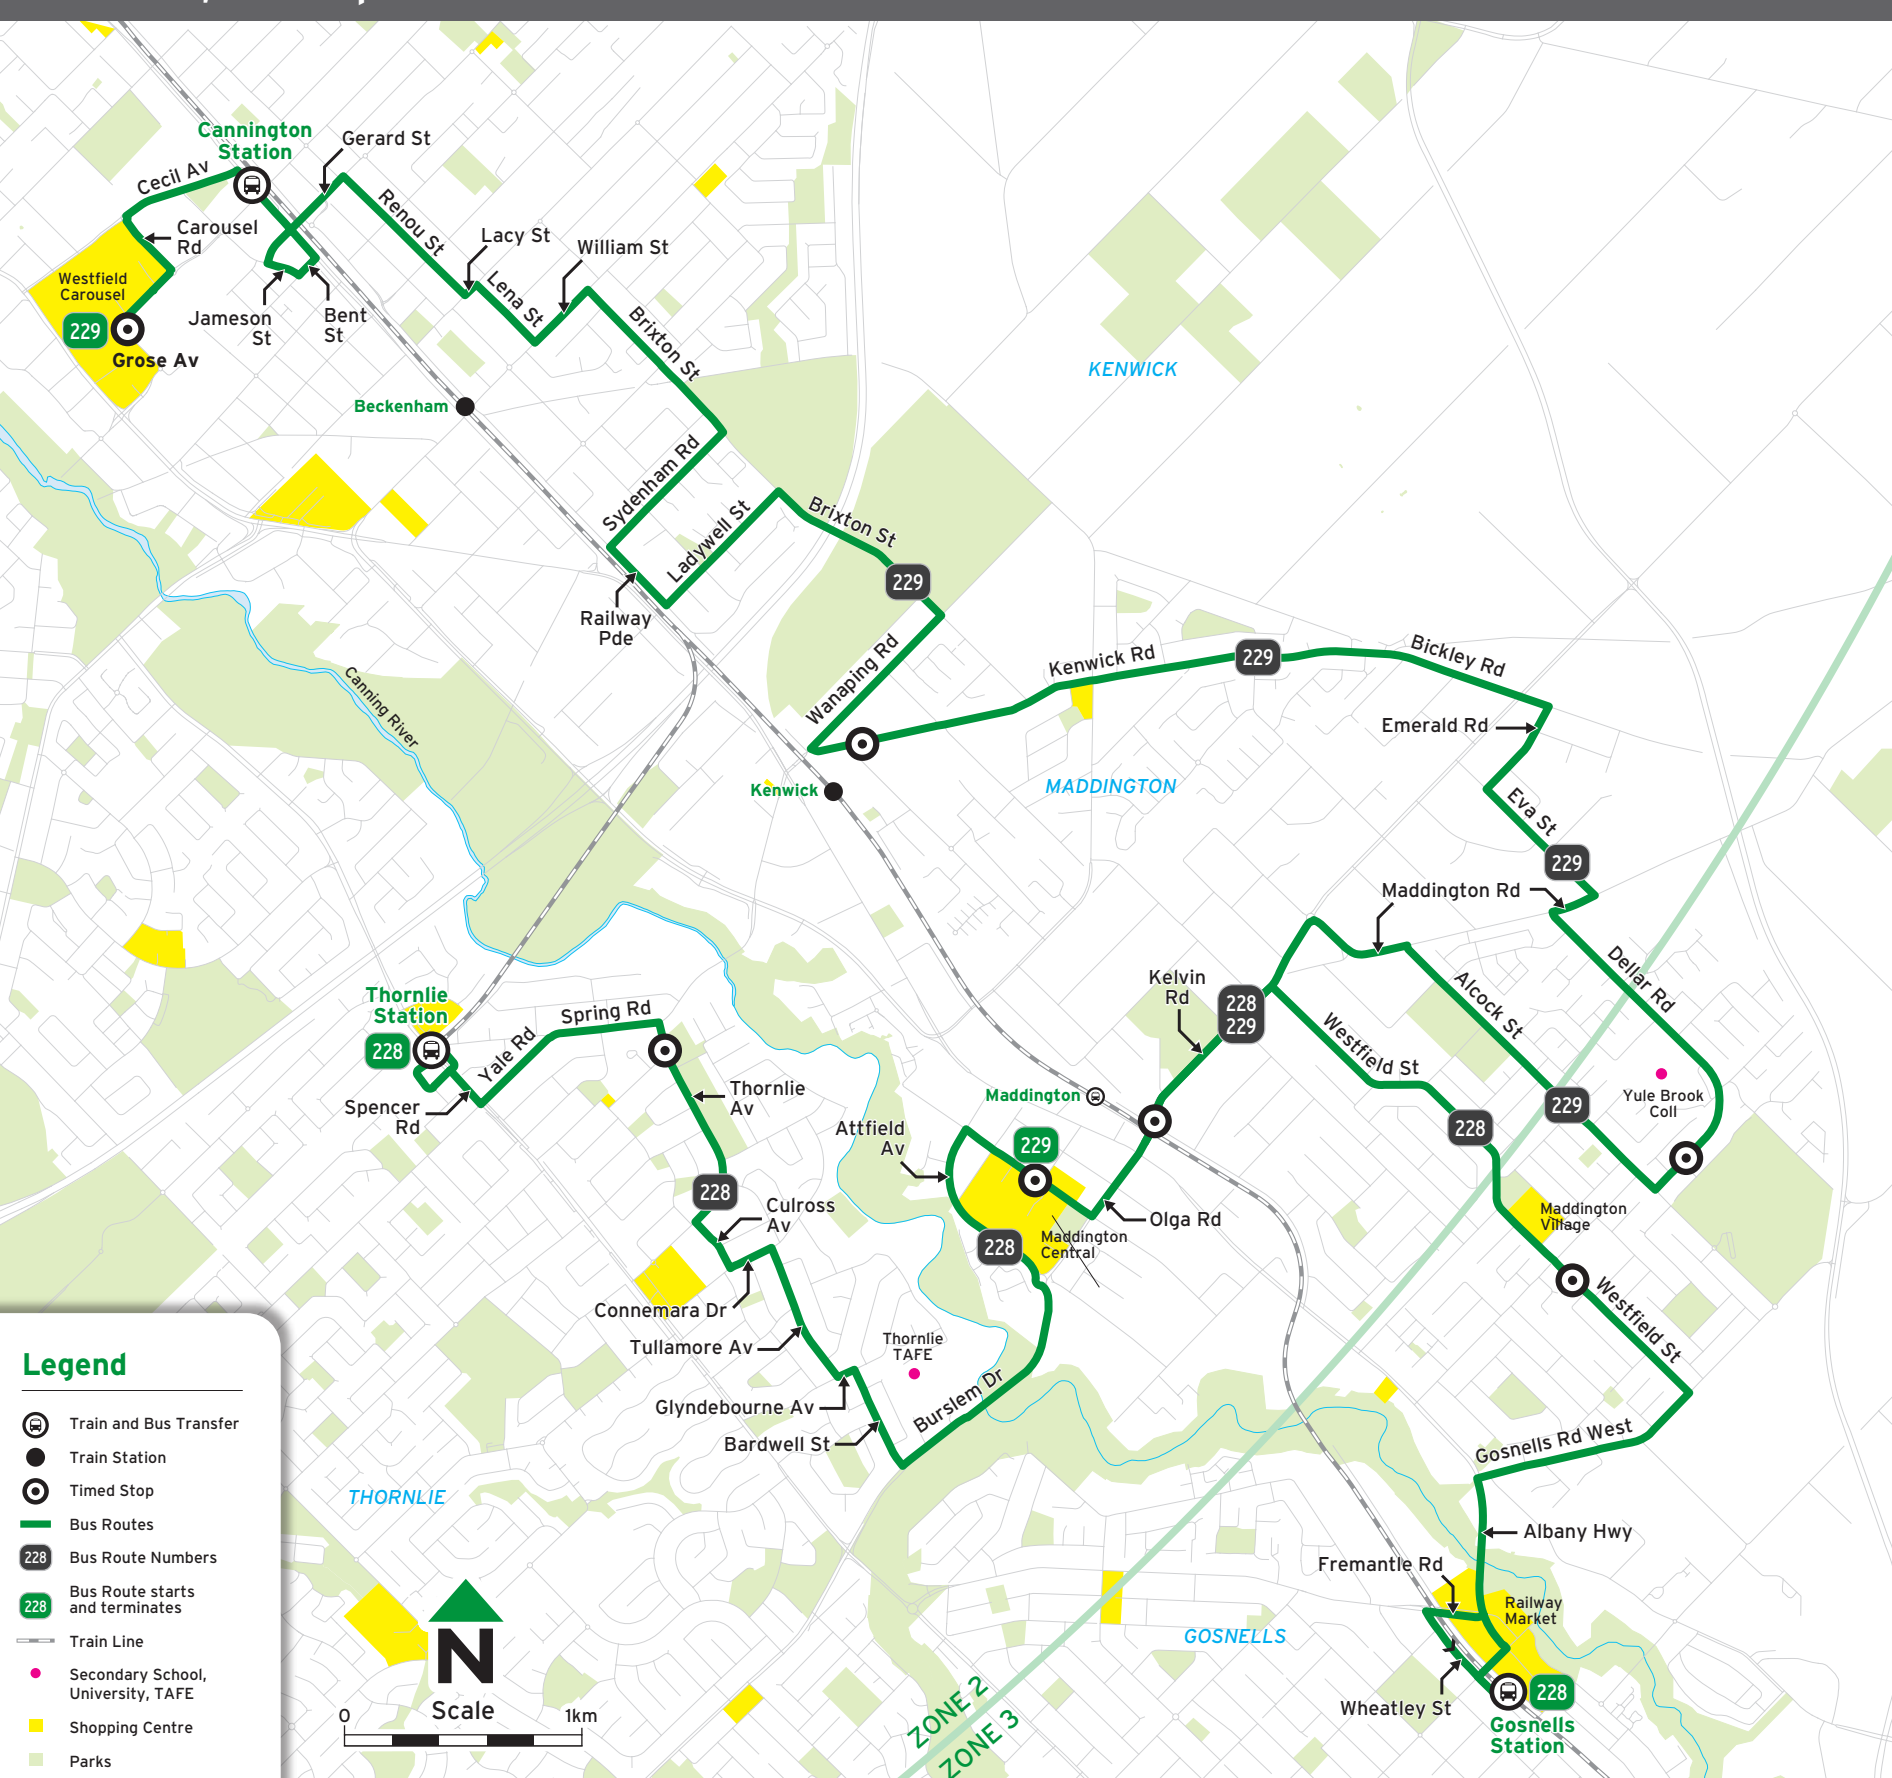 Cannington
Station
Gerard St
Cecil Av
Carousel
Rd
Renou St
Lacy St
William St
Westfield
Carousel
Lena St
229
Grose Av
Jameson
St
Bent
St
Brixton St
KENWICK
Beckenham
Sydenham Rd
Ladywell St
Brixton St
229
Railway
Pde
Wanaping Rd
Kenwick Rd
229
Bickley Rd
Canning River
Emerald Rd
Kenwick
MADDINGTON
Eva St
229
Maddington Rd
Thornlie
Station
228
Spring Rd
Yale Rd
Spencer
Rd
Kelvin
Rd
228
229
Alcock St
Dellar Rd
Westfield St
Thornlie
Av
Maddington
Attfield
Av
229
228
229
Yule Brook
Coll
228
Culross
Av
228
Maddington
Central
Olga Rd
Maddington
Village
Connemara Dr
Tullamore Av
Thornlie
TAFE
Westfield St
Glyndebourne Av
Burslem Dr
Bardwell St
Gosnells Rd West
THORNLIE
Albany Hwy
Fremantle Rd
Railway
Market
GOSNELLS
Wheatley St
228
Gosnells
Station
ZONE 2
ZONE 3
Legend
Train and Bus Transfer
Train Station
Timed Stop
Bus Routes
228
Bus Route Numbers
228
Bus Route starts
and terminates
Train Line
Secondary School,
University, TAFE
Shopping Centre
Parks
N
Scale
0
1km